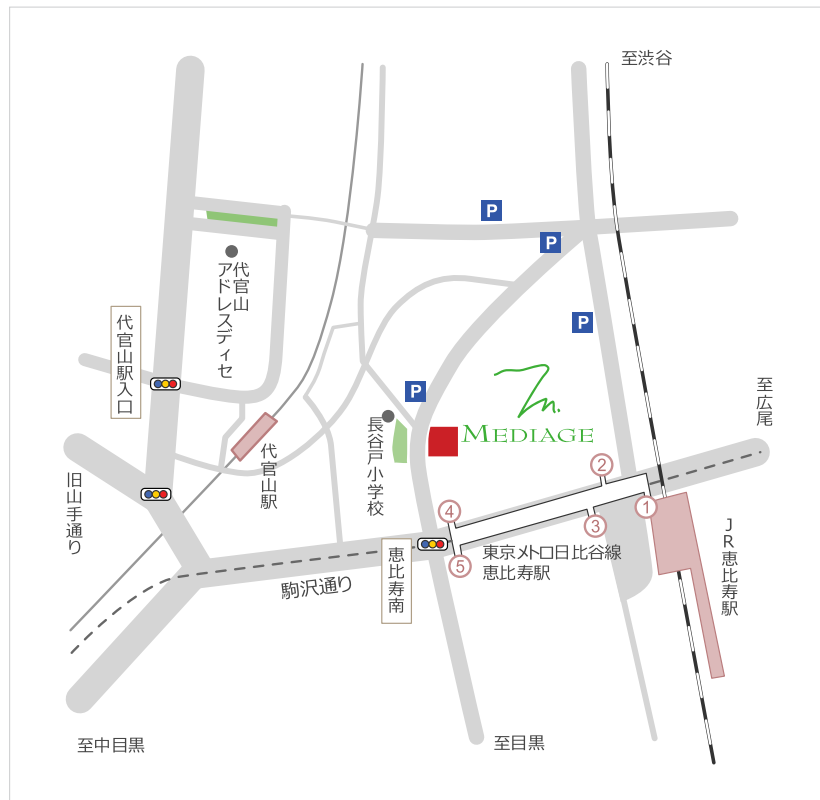 至渋谷
P
P
代官山
アドレスディセ
P
代官山駅入口
P
至広尾
MEDIAGE
長谷戸小学校
代官山駅
旧山手通り
2
1
4
3
5
JR恵比寿駅
恵比寿南
東京メトロ日比谷線
恵比寿駅
駒沢通り
至中目黒
至目黒